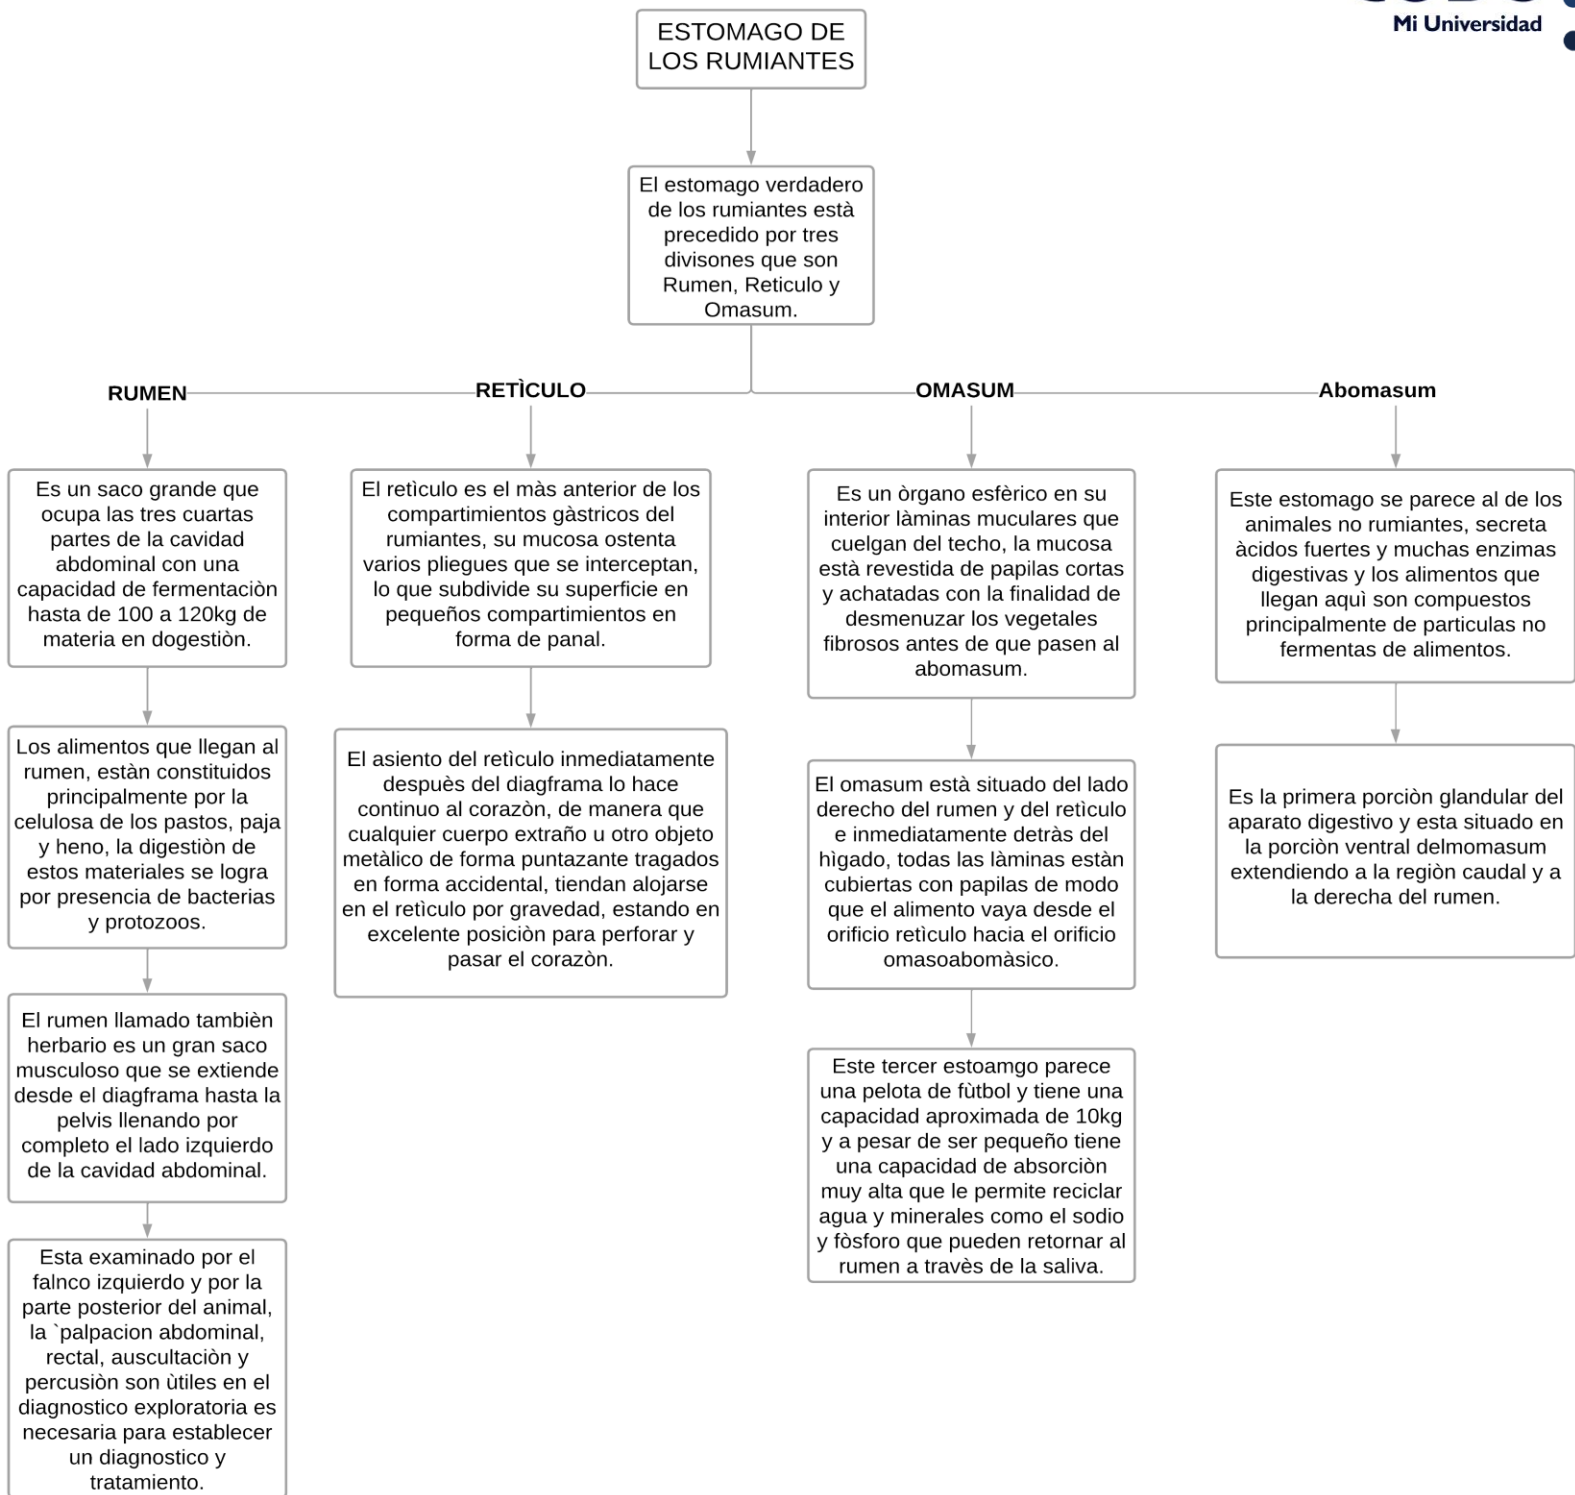 Mi Universidad
ESTOMAGO DE
LOS RUMIANTES
El estomago verdadero
de los rumiantes està
precedido por tres
divisones que son
Rumen, Reticulo y
Omasum.
RUMEN
RETÌCULO
OMASUM
Abomasum
Es un saco grande que
ocupa las tres cuartas
partes de la cavidad
abdominal con una
capacidad de fermentaciòn
hasta de 100 a 120kg de
materia en dogestiòn.
Los alimentos que llegan al
rumen, estàn constituidos
principalmente por la
celulosa de los pastos, paja
y heno, la digestiòn de
estos materiales se logra
por presencia de bacterias
y protozoos.
El rumen llamado tambièn
herbario es un gran saco
musculoso que se extiende
desde el diagframa hasta la
pelvis llenando por
completo el lado izquierdo
de la cavidad abdominal.
Esta examinado por el
falnco izquierdo y por la
parte posterior del animal,
la `palpacion abdominal,
rectal, auscultaciòn y
percusiòn son ùtiles en el
diagnostico exploratoria es
necesaria para establecer
un diagnostico y
tratamiento.
El retìculo es el màs anterior de los
compartimientos gàstricos del
rumiantes, su mucosa ostenta
varios pliegues que se interceptan,
lo que subdivide su superficie en
pequeños compartimientos en
forma de panal.
El asiento del retìculo inmediatamente
despuès del diagframa lo hace
continuo al corazòn, de manera que
cualquier cuerpo extraño u otro objeto
metàlico de forma puntazante tragados
en forma accidental, tiendan alojarse
en el retìculo por gravedad, estando en
excelente posiciòn para perforar y
pasar el corazòn.
Es un òrgano esfèrico en su
interior làminas muculares que
cuelgan del techo, la mucosa
està revestida de papilas cortas
y achatadas con la finalidad de
desmenuzar los vegetales
fibrosos antes de que pasen al
abomasum.
El omasum està situado del lado
derecho del rumen y del retìculo
e inmediatamente detràs del
hìgado, todas las làminas estàn
cubiertas con papilas de modo
que el alimento vaya desde el
orificio retìculo hacia el orificio
omasoabomàsico.
Este tercer estoamgo parece
una pelota de fùtbol y tiene una
capacidad aproximada de 10kg
y a pesar de ser pequeño tiene
una capacidad de absorciòn
muy alta que le permite reciclar
agua y minerales como el sodio
y fòsforo que pueden retornar al
rumen a travès de la saliva.
Este estomago se parece al de los
animales no rumiantes, secreta
àcidos fuertes y muchas enzimas
digestivas y los alimentos que
llegan aquì son compuestos
principalmente de particulas no
fermentas de alimentos.
Es la primera porciòn glandular del
aparato digestivo y esta situado en
la porciòn ventral delmomasum
extendiendo a la regiòn caudal y a
la derecha del rumen.